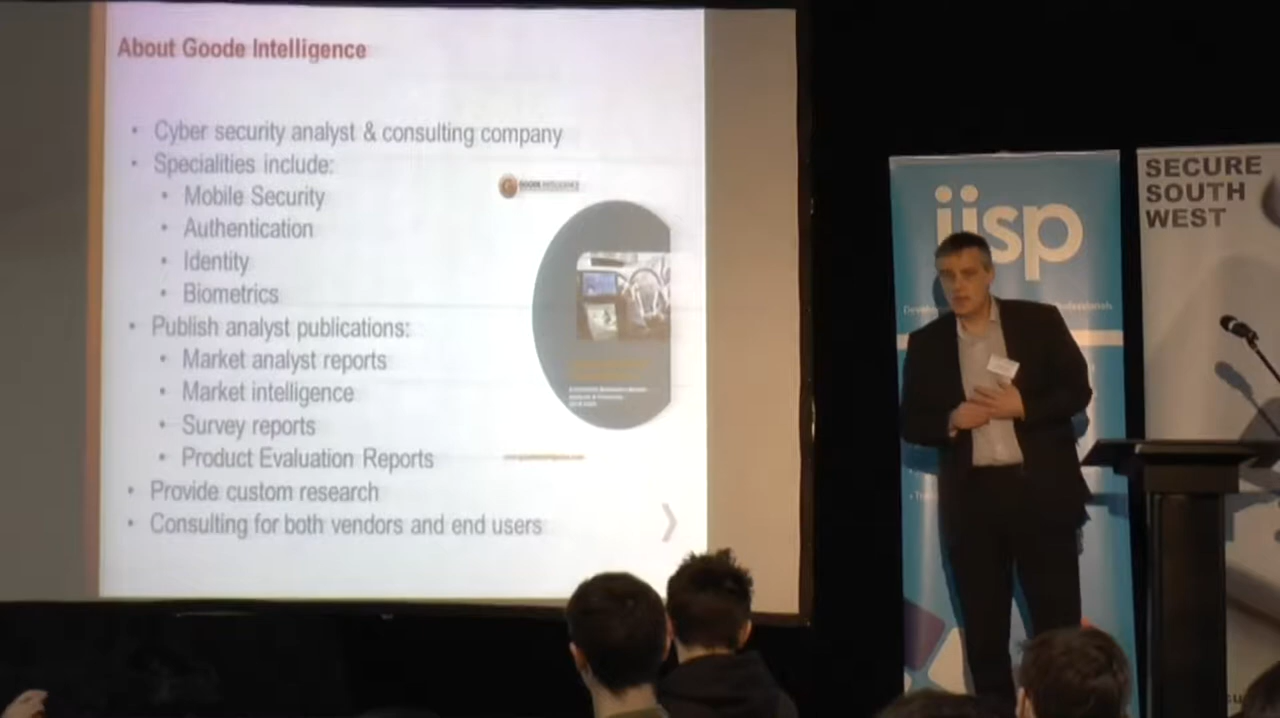 About Goode Intelligence
• Cyber security analyst & consulting company
• Specialities include:
• Mobile Security
• Authentication
• Identity
• Biometrics
• Publish analyst publications:
• Market analyst reports
• Market intelligence
• Survey reports
• Product Evaluation Reports
• Provide custom research
• Consulting for both vendors and end users
GOODE INTELLIGENCE
iisp
SECURE
SOUTH
WEST